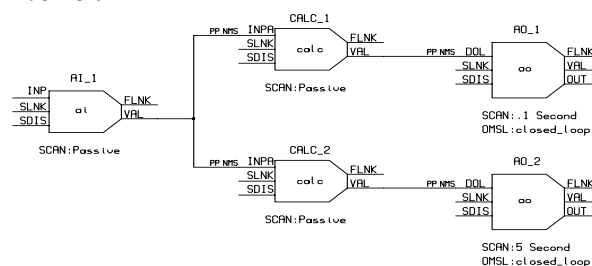 CALC_1
PP NMS INPA
SLNK
SDIS
calc
FLNK
VAL
SCAN:Passive
AO_1
PP NMS DOL
SLNK
SDIS
ao
FLNK
VAL
OUT
SCAN:.1 Second
OMSL:closed_loop
AI_1
INP
SLNK
SDIS
ai
FLNK
VAL
SCAN:Passive
CALC_2
PP NMS INPA
SLNK
SDIS
calc
FLNK
VAL
SCAN:Passive
AO_2
PP NMS DOL
SLNK
SDIS
ao
FLNK
VAL
OUT
SCAN:5 Second
OMSL:closed_loop